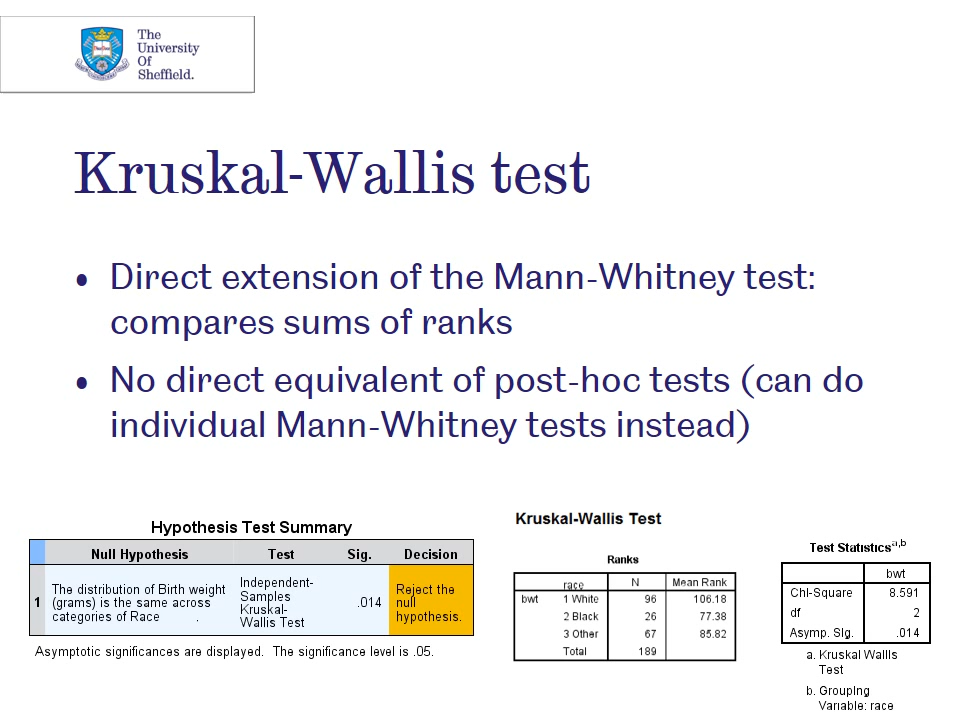 The
University
Of
Sheffield.
Kruskal-Wallis test
• Direct extension of the Mann-Whitney test:
compares sums of ranks
• No direct equivalent of post-hoc tests (can do
individual Mann-Whitney tests instead)
Hypothesis Test Summary
Null Hypothesis Test Sig. Decision
1 The distribution of Birth weight
(grams) is the same across
categories of Race .
Independent-
Samples
Kruskal-
Wallis Test
.014
Reject the
null
hypothesis.
Asymptotic significances are displayed. The significance level is .05.
Kruskal-Wallis Test
Ranks
race N Mean Rank
bwt 1 White 96 106.18
2 Black 26 77.38
3 Other 67 85.82
Total 189
Test Statistics a,b
bwt
Chi-Square 8.591
df 2
Asymp. Sig. .014
a. Kruskal Wallis
Test
b. Grouping
Variable: race